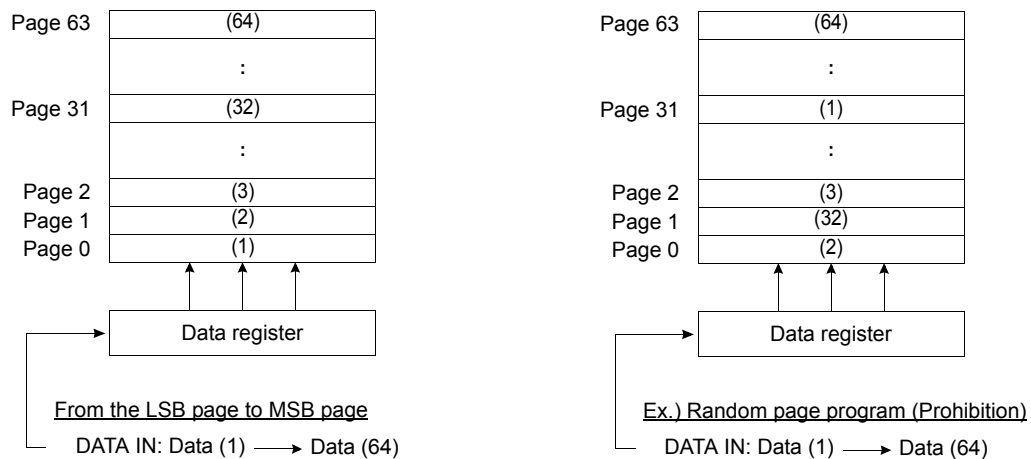 Page 63 (64)
:
Page 31 (32)
:
Page 2 (3)
Page 1 (2)
Page 0 (1)
Data register
From the LSB page to MSB page
DATA IN: Data (1) Data (64)
Page 63 (64)
:
Page 31 (1)
:
Page 2 (3)
Page 1 (32)
Page 0 (2)
Data register
Ex.) Random page program (Prohibition)
DATA IN: Data (1) Data (64)